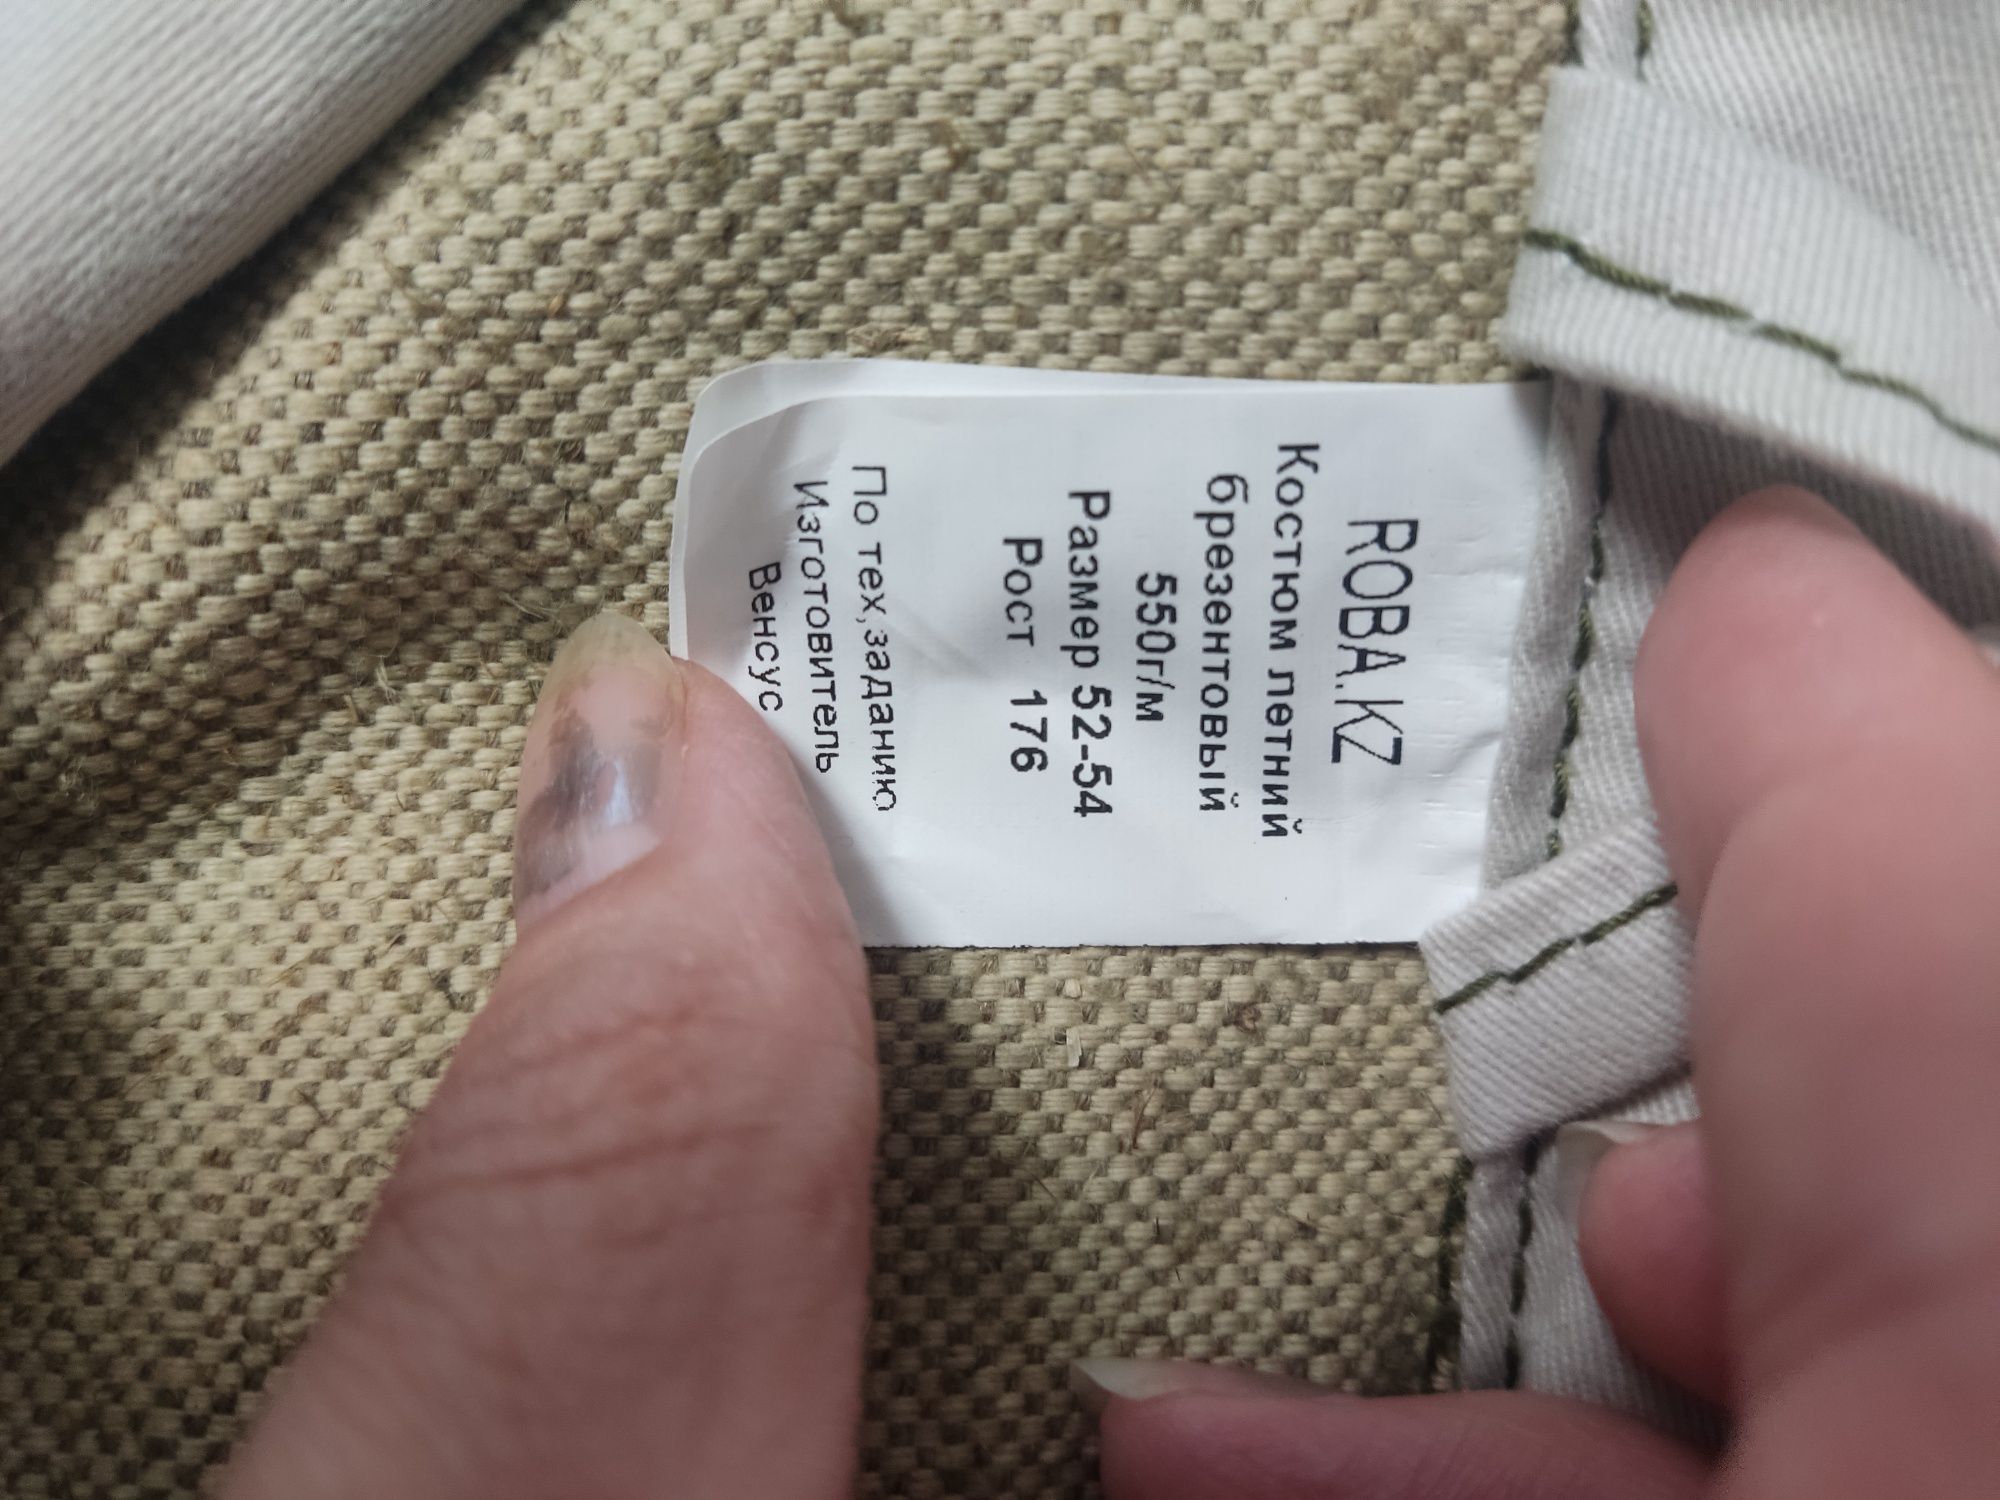 ROBA.KZ
Костюм летний
брезентовый
550г/м
Размер 52-54
Рост 176
По тех,заданию
Изготовитель
Венсус